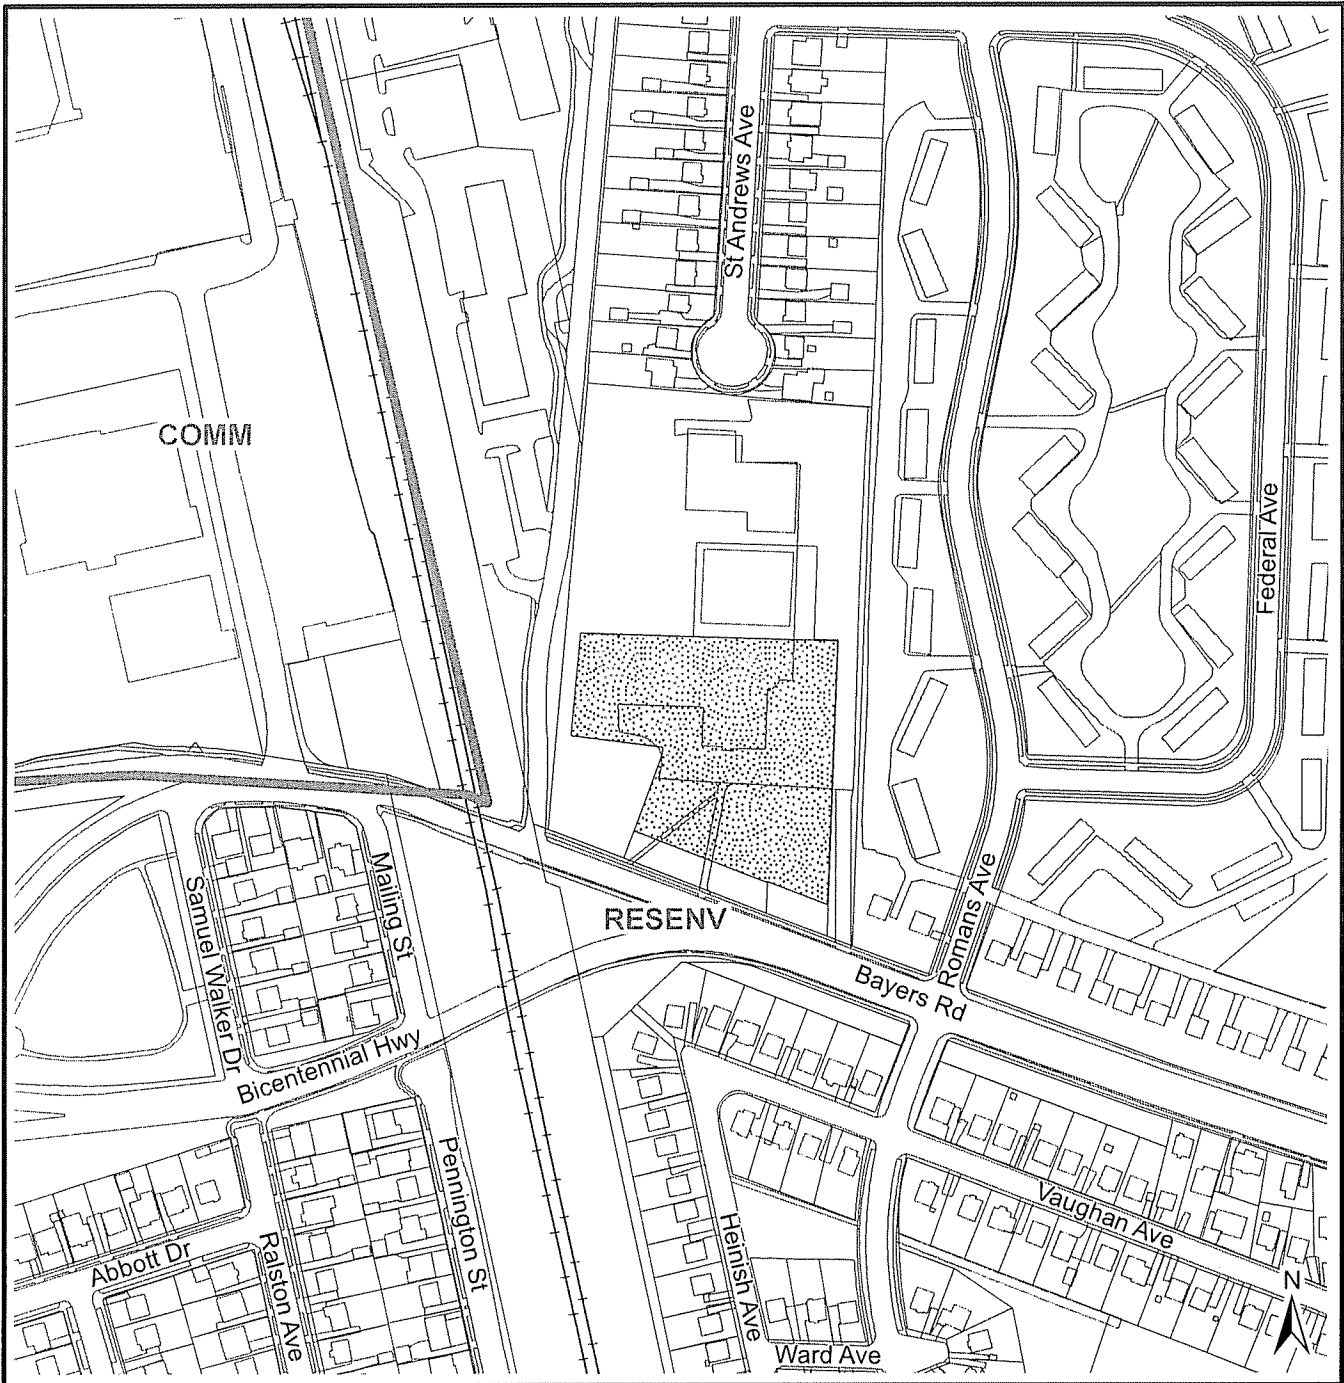 St Andrews Ave
COMM
Federal Ave
Mailing St
Samuel Walker Dr
RESENV
Romans Ave
Bayers Rd
Bicentennial Hwy
Pennington St
Vaughan Ave
Heinish Ave
Abbott Dr
Ralston Ave
N
Ward Ave